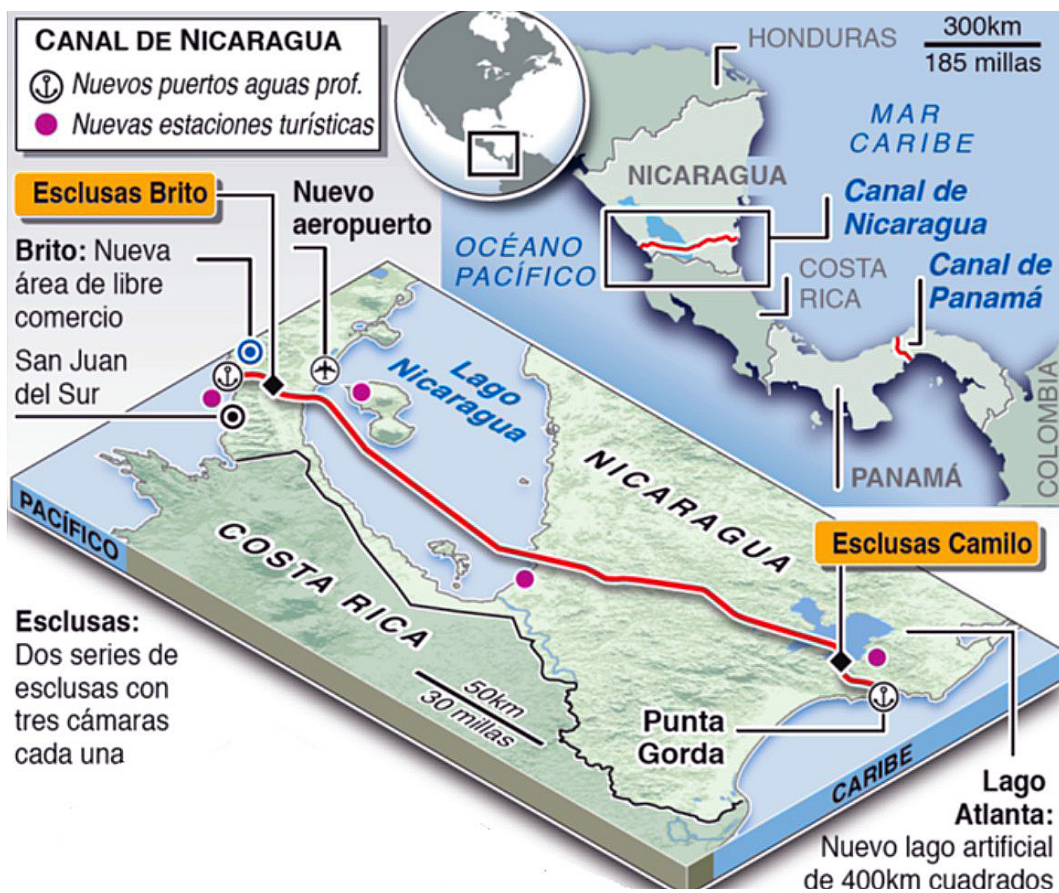 CANAL DE NICARAGUA
Nuevos puertos aguas prof.
Nuevas estaciones turísticas
HONDURAS
300km
185 millas
MAR
CARIBE
NICARAGUA
Canal de
Nicaragua
OCÉANO
PACÍFICO
COSTA
RICA
Canal de
Panamá
PANAMÁ
COLOMBIA
Esclusas Brito
Nuevo
aeropuerto
Brito: Nueva
área de libre
comercio
San Juan
del Sur
Lago
Nicaragua
NICARAGUA
COSTA RICA
PACÍFICO
Esclusas Camilo
Esclusas:
Dos series de
esclusas con
tres cámaras
cada una
50km
30 millas
Punta
Gorda
CARIBE
Lago
Atlanta:
Nuevo lago artificial
de 400km cuadrados